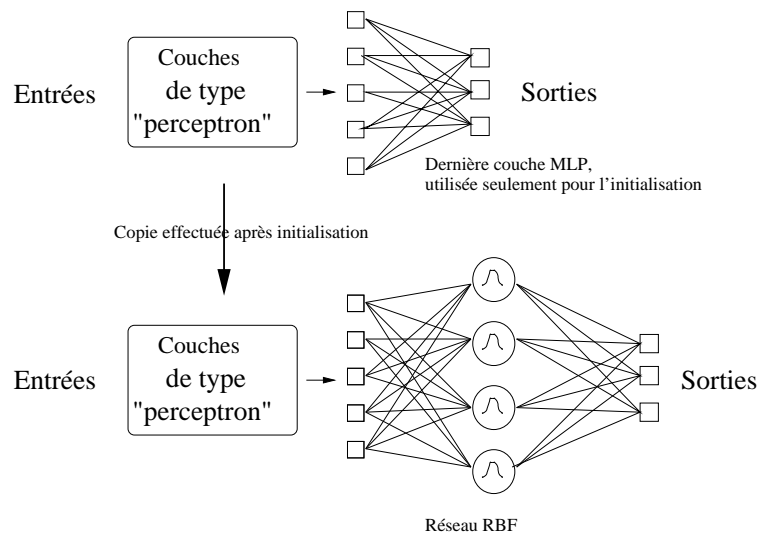 Couches
Entrées
de type
"perceptron"
Sorties
Dernière couche MLP,
utilisée seulement pour l'initialisation
Copie effectuée après initialisation
Couches
Entrées
de type
"perceptron"
Sorties
Réseau RBF